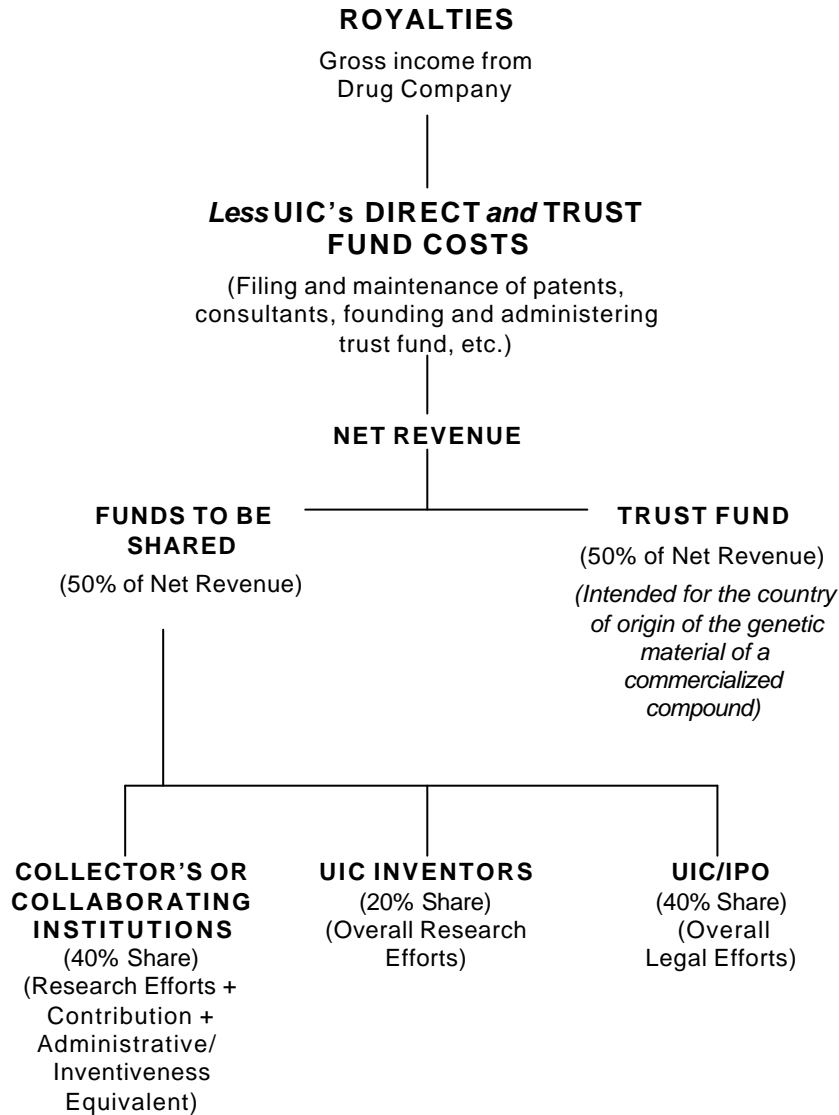 ROYALTIES
Gross income from
Drug Company
Less UIC's DIRECT and TRUST
FUND COSTS
(Filing and maintenance of patents,
consultants, founding and administering
trust fund, etc.)
NET REVENUE
FUNDS TO BE
SHARED
(50% of Net Revenue)
TRUST FUND
(50% of Net Revenue)
(Intended for the country
of origin of the genetic
material of a
commercialized
compound)
COLLECTOR'S OR
COLLABORATING
INSTITUTIONS
(40% Share)
(Research Efforts +
Contribution +
Administrative/
Inventiveness
Equivalent)
UIC INVENTORS
(20% Share)
(Overall Research
Efforts)
UIC/IPO
(40% Share)
(Overall
Legal Efforts)